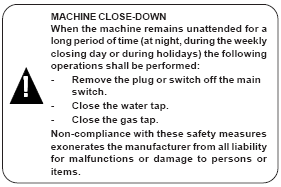 MACHINE CLOSE-DOWN
When the machine remains unattended for a
long period of time (at night, during the weekly
closing day or during holidays) the following
operations shall be performed:
- Remove the plug or switch off the main
switch.
- Close the water tap.
- Close the gas tap.
Non-compliance with these safety measures
exonerates the manufacturer from all liability
for malfunctions or damage to persons or
items.